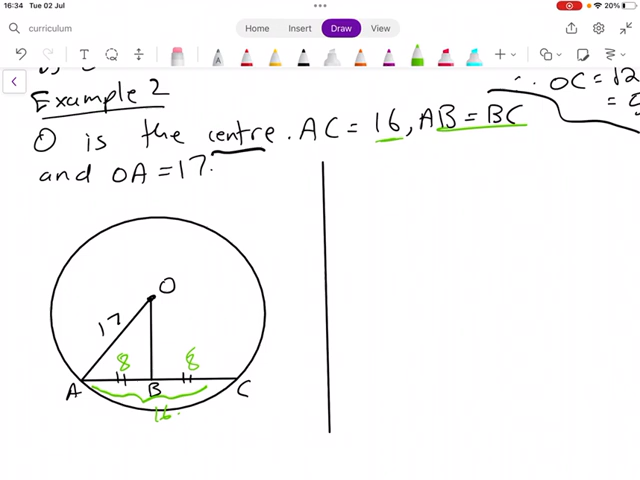 16:34 Tue 02 Jul
20%
curriculum
Home Insert Draw View
∴ OC = 12
Example 2
O is the centre. AC = 16, AB = BC
and OA = 17.
O
17
8 8
A B C
16